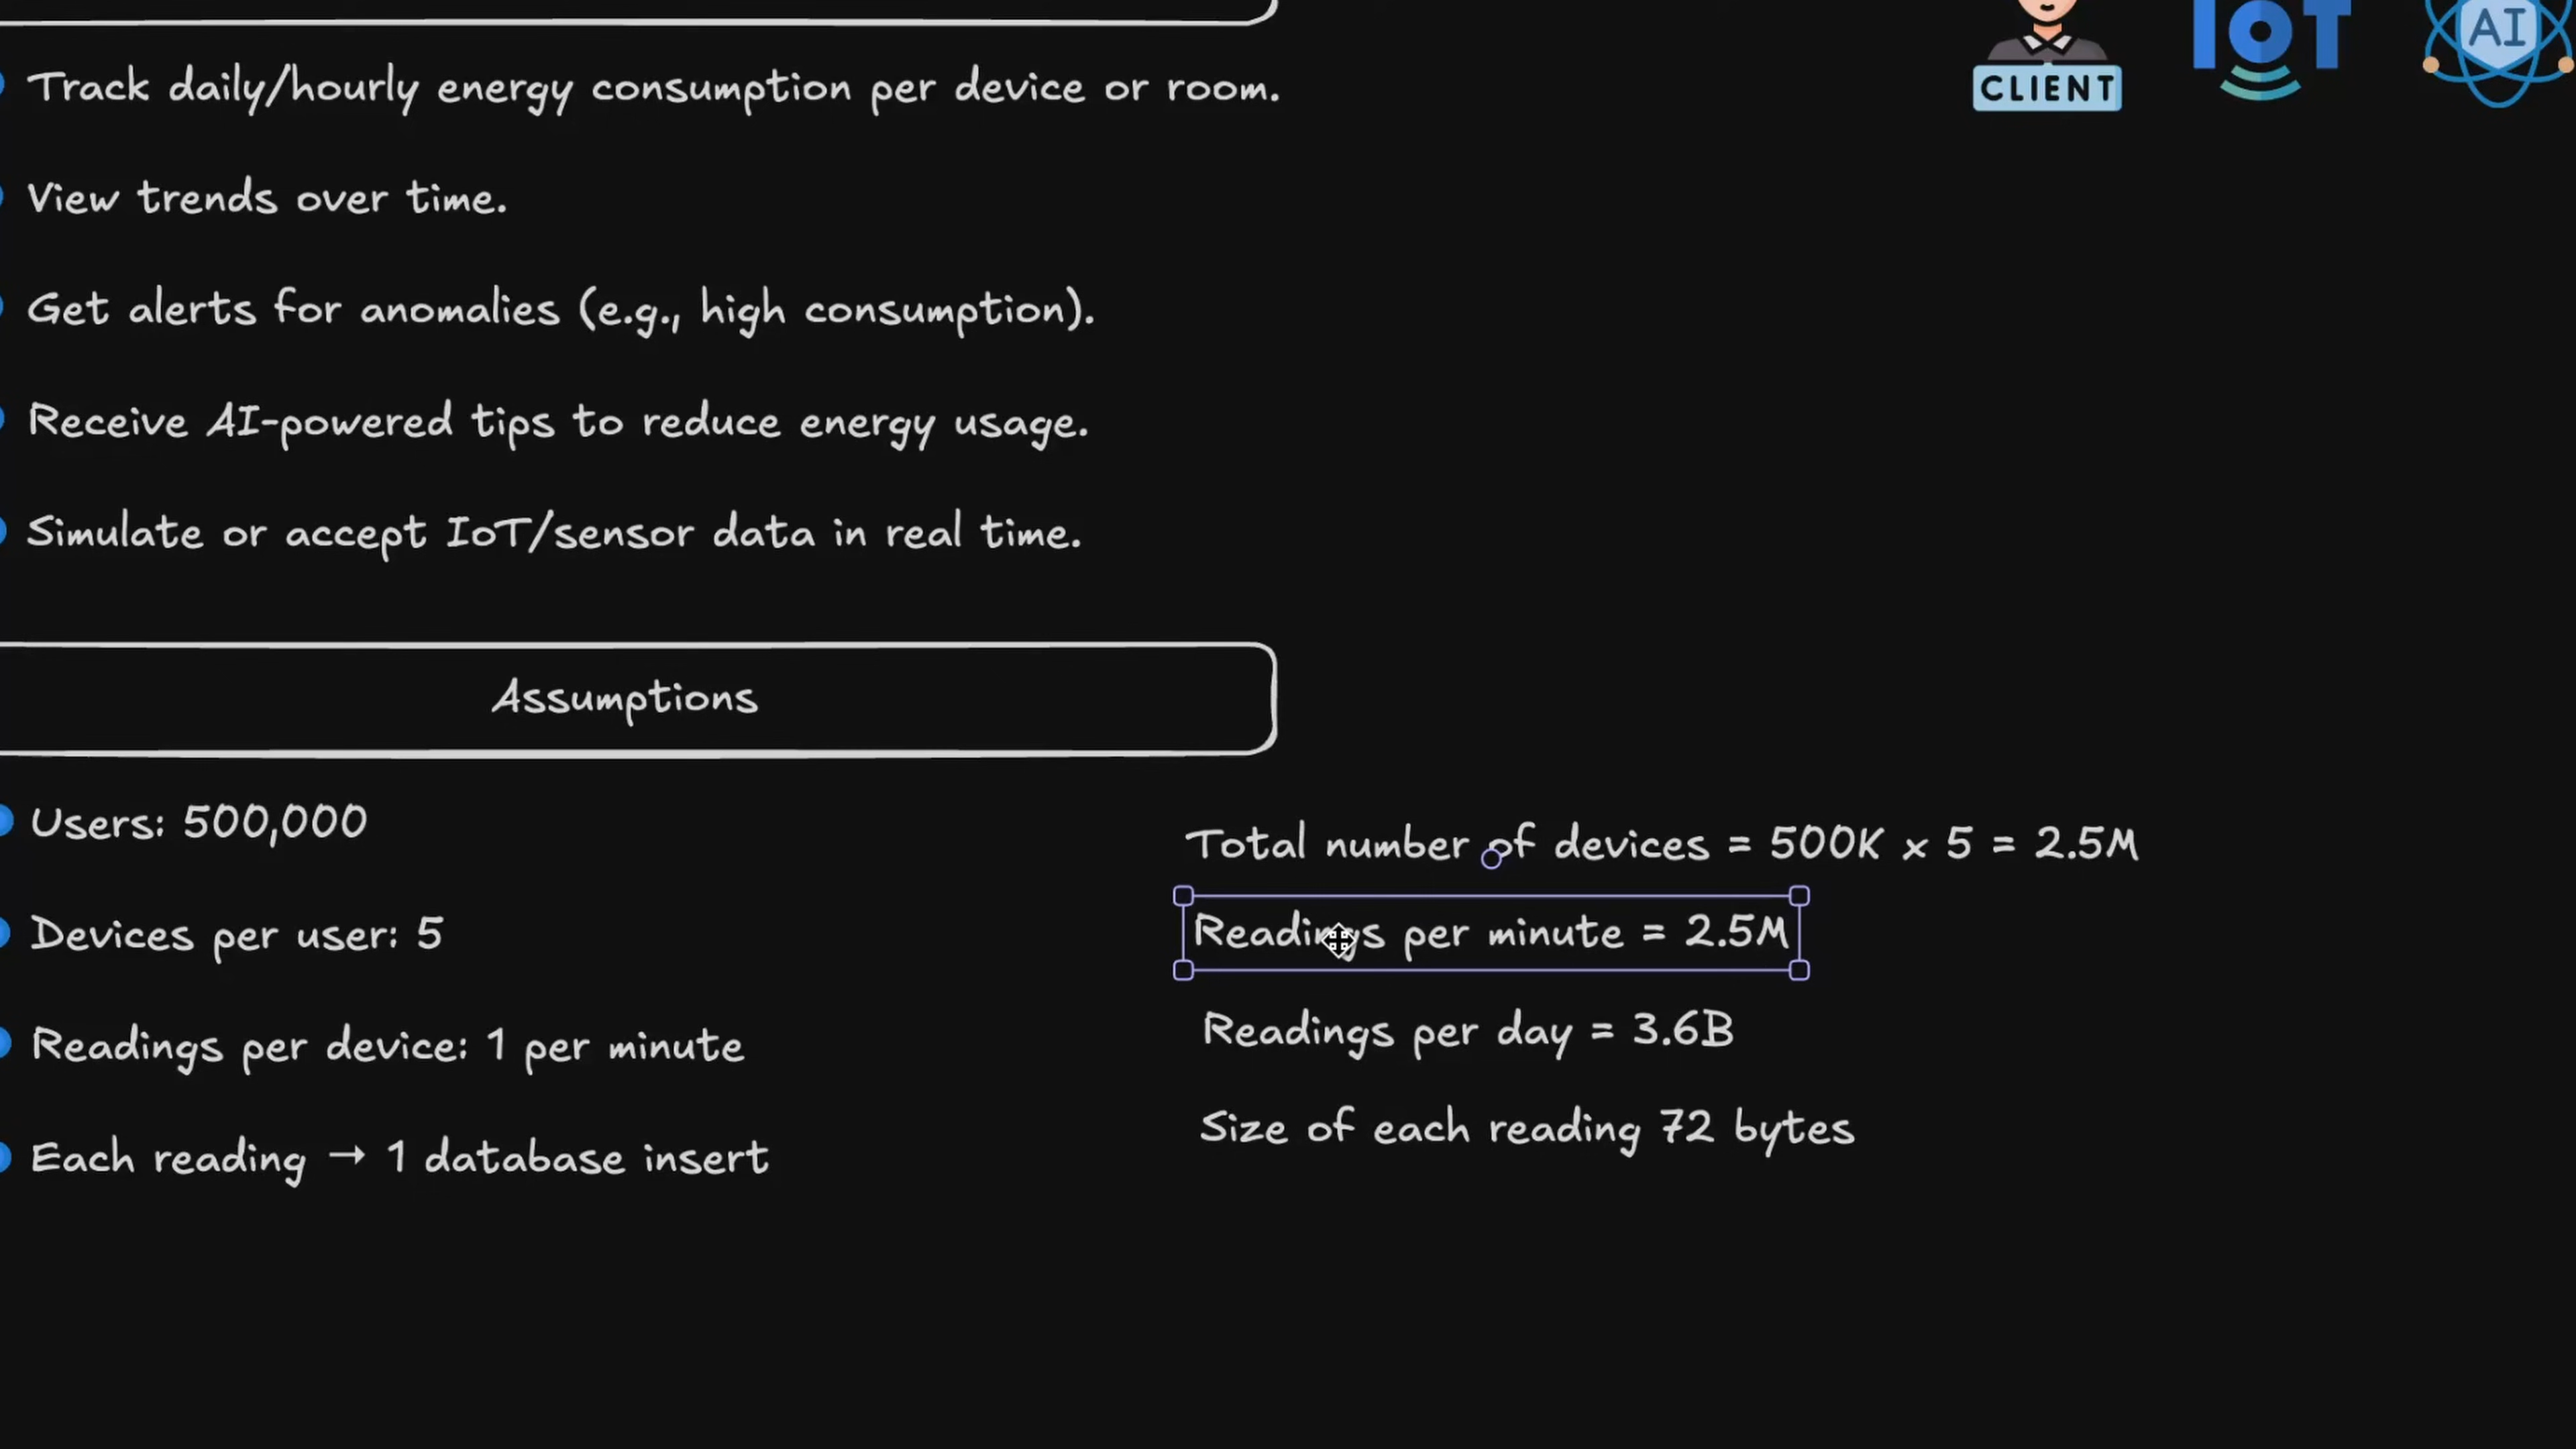 CLIENT
IoT
AI
Track daily/hourly energy consumption per device or room.
View trends over time.
Get alerts for anomalies (e.g., high consumption).
Receive AI-powered tips to reduce energy usage.
Simulate or accept IoT/sensor data in real time.
Assumptions
Users: 500,000
Devices per user: 5
Readings per device: 1 per minute
Each reading → 1 database insert
Total number of devices = 500K x 5 = 2.5M
Readings per minute = 2.5M
Readings per day = 3.6B
Size of each reading 72 bytes